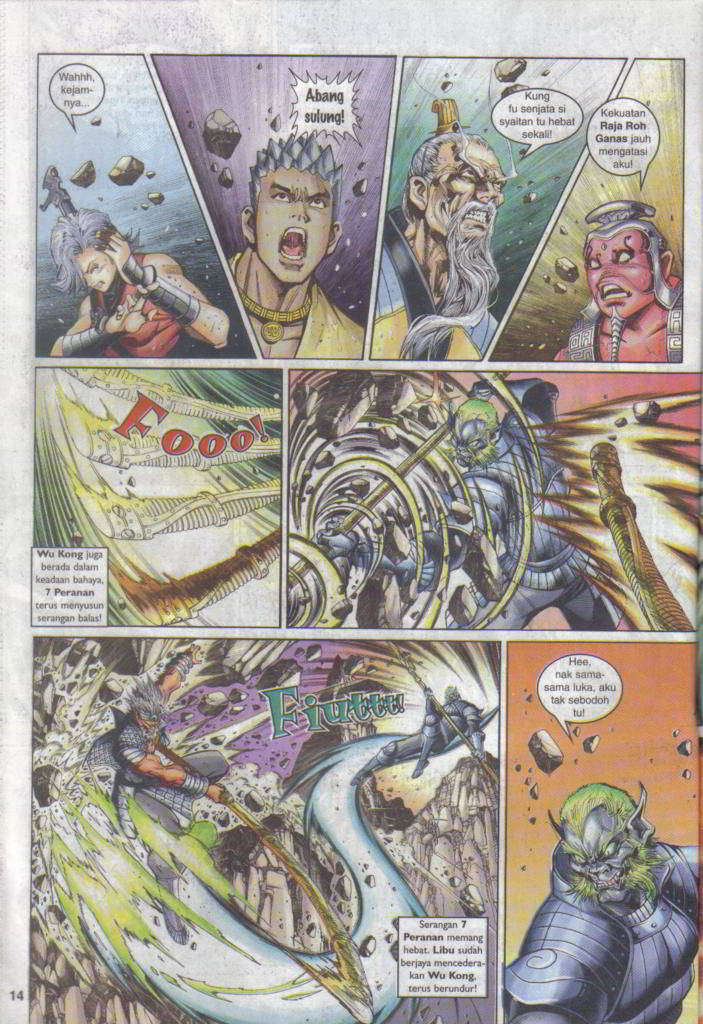 Wahhh,
kejam-
nya...
Abang
sulung!
Kung
fu senjata si
syaitan tu hebat
sekali!
Kekuatan
Raja Roh
Ganas jauh
mengatasi
aku!
Fooo!
Wu Kong juga
berada dalam
keadaan bahaya,
7 Peranan
terus menyusun
serangan balas!
Fiuttt!
Hee,
nak sama-
sama luka, aku
tak sebodoh
tu!
Serangan 7
Peranan memang
hebat. Libu sudah
berjaya mencedera-
kan Wu Kong,
terus berundur!
14